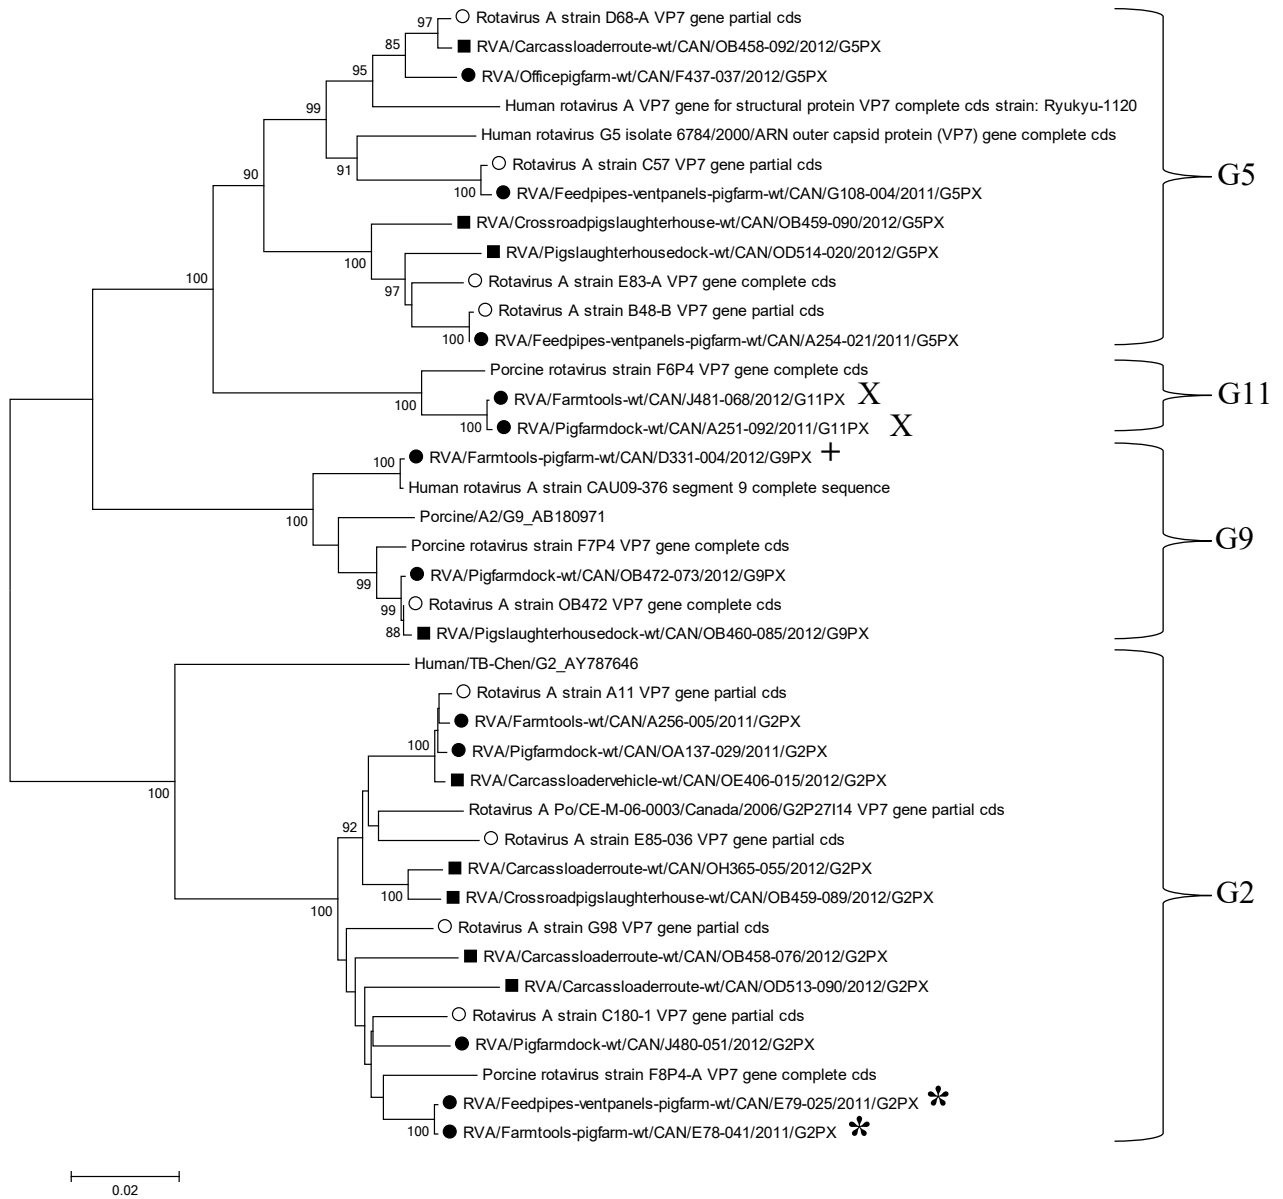 97
Rotavirus A strain D68-A VP7 gene partial cds
85
RVA/Carcassloaderroute-wt/CAN/OB458-092/2012/G5PX
95
RVA/Officepigfarm-wt/CAN/F437-037/2012/G5PX
99
Human rotavirus A VP7 gene for structural protein VP7 complete cds strain: Ryukyu-1120
Human rotavirus G5 isolate 6784/2000/ARN outer capsid protein (VP7) gene complete cds
91
Rotavirus A strain C57 VP7 gene partial cds
90
100
RVA/Feedpipes-ventpanels-pigfarm-wt/CAN/G108-004/2011/G5PX
G5
RVA/Crossroadpigslaughterhouse-wt/CAN/OB459-090/2012/G5PX
100
RVA/Pigslaughterhousedock-wt/CAN/OD514-020/2012/G5PX
100
97
Rotavirus A strain E83-A VP7 gene complete cds
Rotavirus A strain B48-B VP7 gene partial cds
100
RVA/Feedpipes-ventpanels-pigfarm-wt/CAN/A254-021/2011/G5PX
Porcine rotavirus strain F6P4 VP7 gene complete cds
100
RVA/Farmtools-wt/CAN/J481-068/2012/G11PX X
G11
100
RVA/Pigfarmdock-wt/CAN/A251-092/2011/G11PX X
100
RVA/Farmtools-pigfarm-wt/CAN/D331-004/2012/G9PX +
Human rotavirus A strain CAU09-376 segment 9 complete sequence
100
Porcine/A2/G9_AB180971
G9
Porcine rotavirus strain F7P4 VP7 gene complete cds
99
RVA/Pigfarmdock-wt/CAN/OB472-073/2012/G9PX
99
Rotavirus A strain OB472 VP7 gene complete cds
88
RVA/Pigslaughterhousedock-wt/CAN/OB460-085/2012/G9PX
Human/TB-Chen/G2_AY787646
Rotavirus A strain A11 VP7 gene partial cds
RVA/Farmtools-wt/CAN/A256-005/2011/G2PX
100
RVA/Pigfarmdock-wt/CAN/OA137-029/2011/G2PX
RVA/Carcassloadervehicle-wt/CAN/OE406-015/2012/G2PX
100
Rotavirus A Po/CE-M-06-0003/Canada/2006/G2P27I14 VP7 gene partial cds
92
Rotavirus A strain E85-036 VP7 gene partial cds
RVA/Carcassloaderroute-wt/CAN/OH365-055/2012/G2PX
100
RVA/Crossroadpigslaughterhouse-wt/CAN/OB459-089/2012/G2PX
G2
100
Rotavirus A strain G98 VP7 gene partial cds
RVA/Carcassloaderroute-wt/CAN/OB458-076/2012/G2PX
RVA/Carcassloaderroute-wt/CAN/OD513-090/2012/G2PX
Rotavirus A strain C180-1 VP7 gene partial cds
RVA/Pigfarmdock-wt/CAN/J480-051/2012/G2PX
Porcine rotavirus strain F8P4-A VP7 gene complete cds
RVA/Feedpipes-ventpanels-pigfarm-wt/CAN/E79-025/2011/G2PX *
100
RVA/Farmtools-pigfarm-wt/CAN/E78-041/2011/G2PX *
0.02